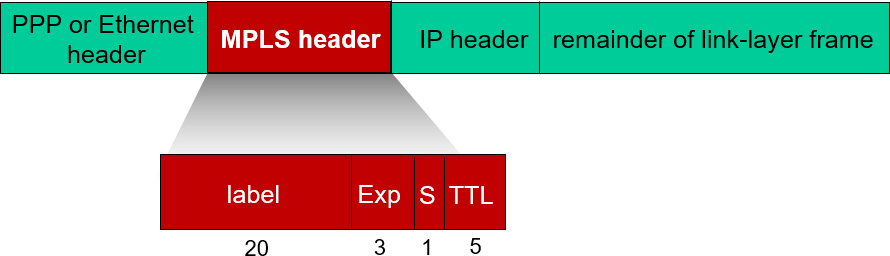 PPP or Ethernet
header
MPLS header
IP header
remainder of link-layer frame
label
Exp
S
TTL
20
3
1
5